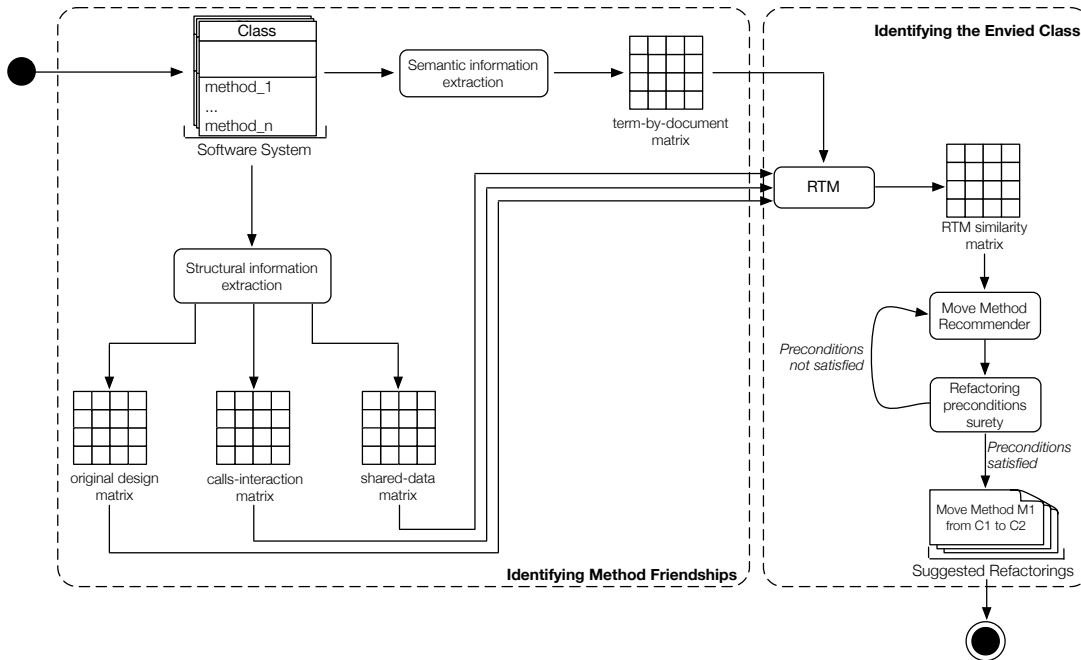 Identifying the Envied Class
Class
method_1
...
method_n
Software System
Semantic information
extraction
term-by-document
matrix
RTM
RTM similarity
matrix
Structural information
extraction
Move Method
Recommender
Preconditions
not satisfied
Refactoring
preconditions
surety
Preconditions
satisfied
original design
matrix
calls-interaction
matrix
shared-data
matrix
Move Method M1
from C1 to C2
Suggested Refactorings
Identifying Method Friendships